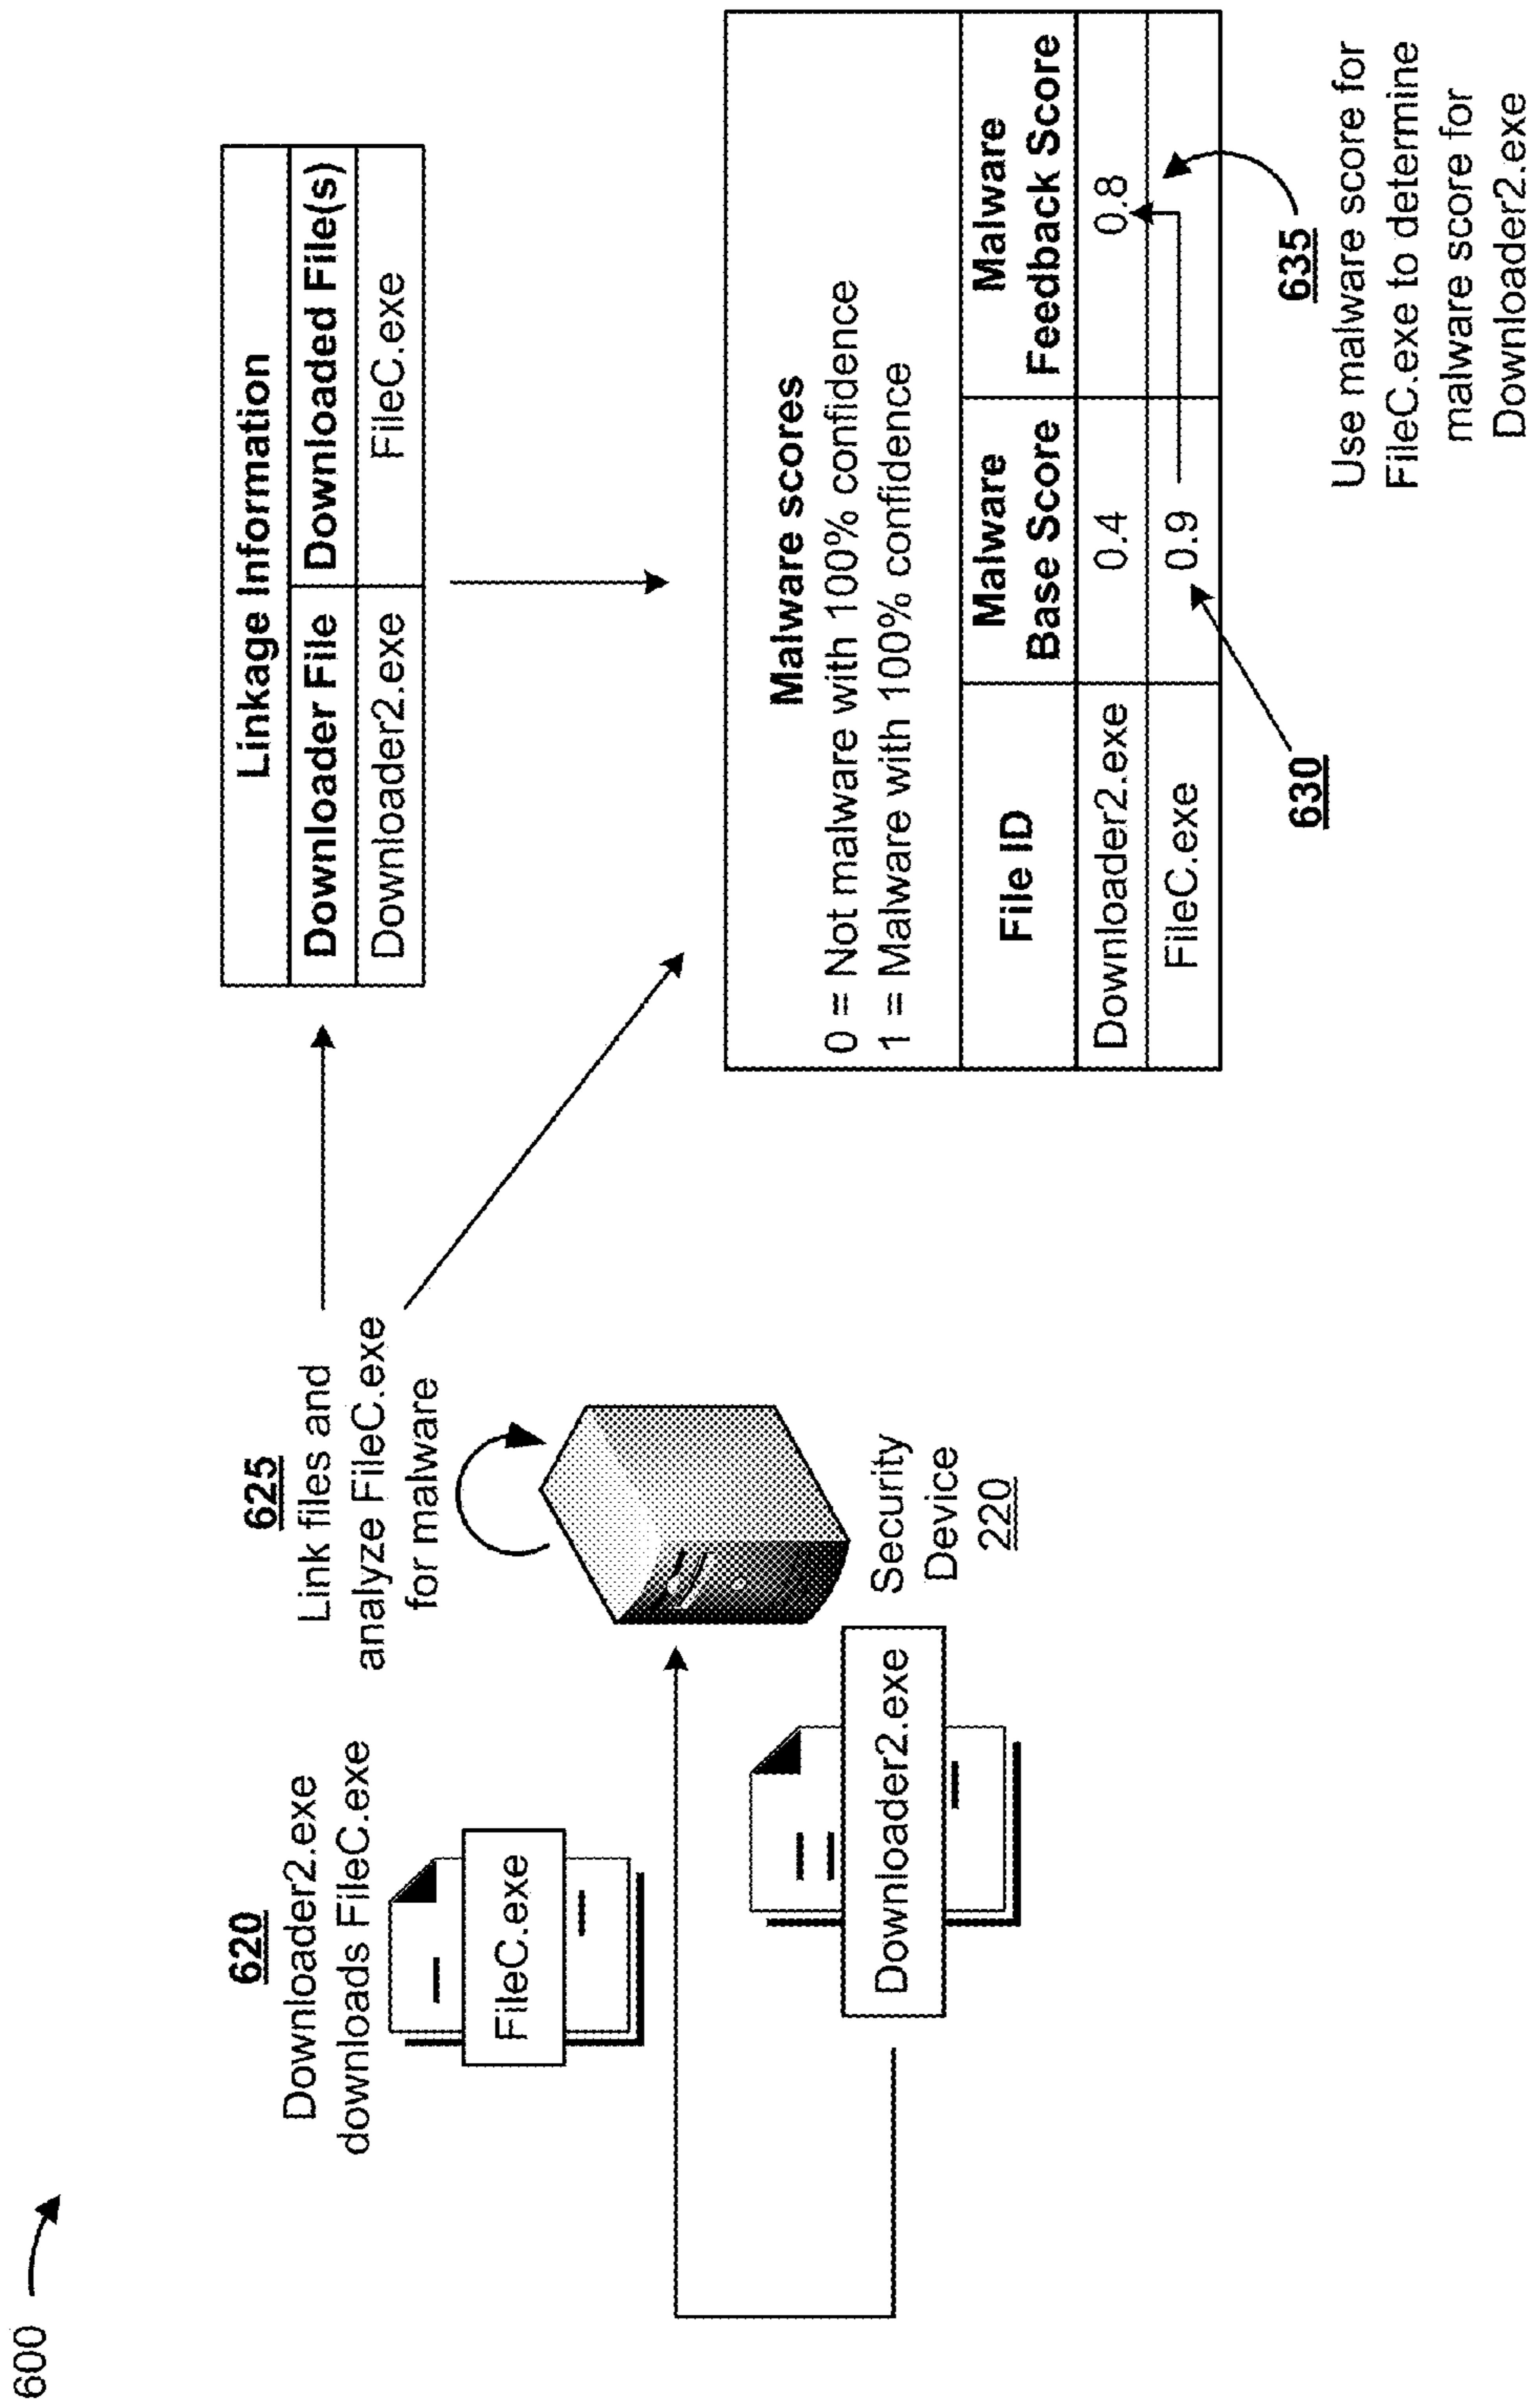 600
620
Downloader2.exe
downloads FileC.exe
FileC.exe
Downloader2.exe
625
Link files and
analyze FileC.exe
for malware
Security
Device
220
Linkage Information
Downloader File Downloaded File(s)
Downloader2.exe FileC.exe
Malware scores
0 = Not malware with 100% confidence
1 = Malware with 100% confidence
File ID
Malware
Base Score
Malware
Feedback Score
Downloader2.exe 0.4 0.8
FileC.exe 0.9
630
635
Use malware score for
FileC.exe to determine
malware score for
Downloader2.exe